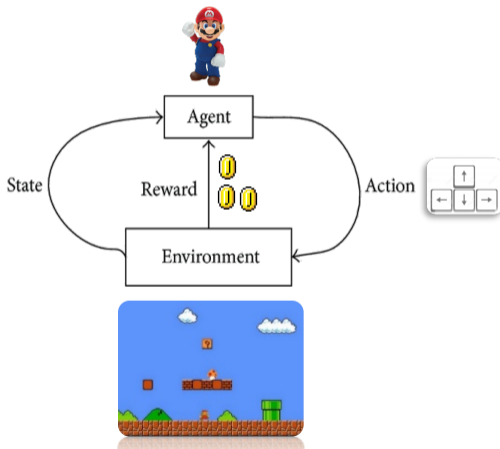 Agent
State
Reward
Action
↑
← ↓ →
Environment
?